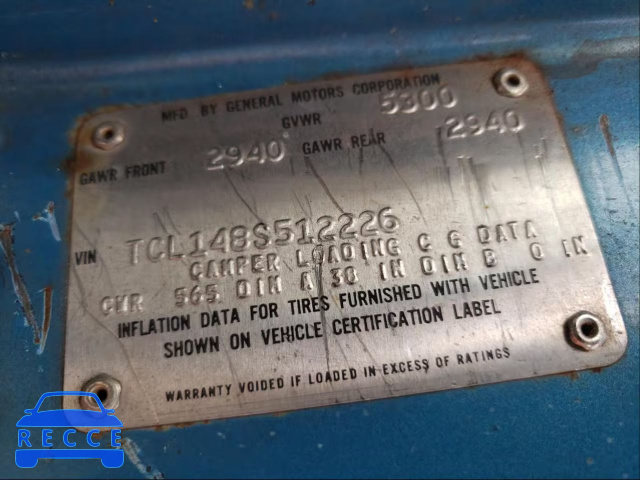 MFD. BY GENERAL MOTORS CORPORATION
GVWR 5300
GAWR FRONT 2940 GAWR REAR 2940
VIN TCL148S512226
CAMPER LOADING C G DATA
CWR 565 DIM A 38 IN DIM B 0 IN
INFLATION DATA FOR TIRES FURNISHED WITH VEHICLE
SHOWN ON VEHICLE CERTIFICATION LABEL
WARRANTY VOIDED IF LOADED IN EXCESS OF RATINGS
RECCE